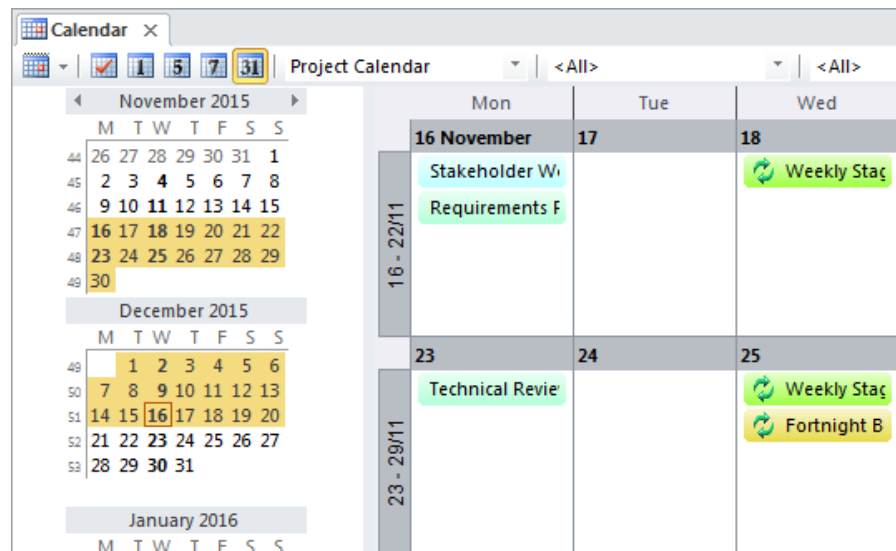 Calendar
1 5 7 31 Project Calendar <All> <All>
November 2015
M T W T F S S
44 26 27 28 29 30 31 1
45 2 3 4 5 6 7 8
46 9 10 11 12 13 14 15
47 16 17 18 19 20 21 22
48 23 24 25 26 27 28 29
49 30
December 2015
M T W T F S S
49 1 2 3 4 5 6
50 7 8 9 10 11 12 13
51 14 15 16 17 18 19 20
52 21 22 23 24 25 26 27
53 28 29 30 31
January 2016
M T W T F S S
Mon Tue Wed
16 November 17 18
16 - 22/11
Stakeholder W
Weekly Stag
Requirements
23 24 25
23 - 29/11
Technical Revie
Weekly Stag
Fortnight B